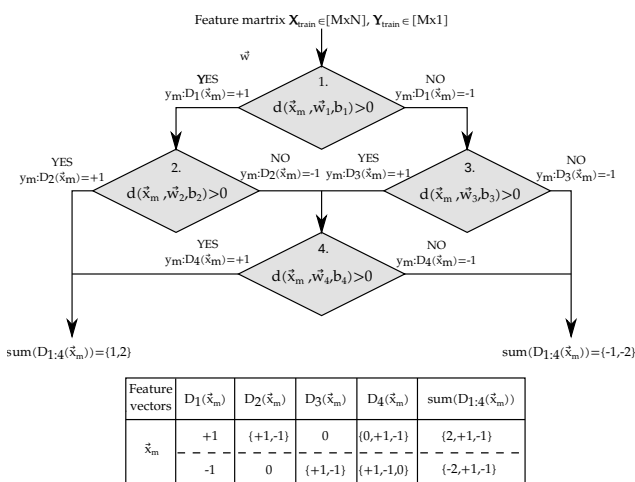 Feature martrix X_train∈[MxN], Y_train∈[Mx1]
w⃗
YES
y_m:D_1(x⃗_m)=+1
1.
d(x⃗_m,w⃗_1,b_1)>0
NO
y_m:D_1(x⃗_m)=-1
YES
y_m:D_2(x⃗_m)=+1
2.
d(x⃗_m,w⃗_2,b_2)>0
NO
y_m:D_2(x⃗_m)=-1
YES
y_m:D_3(x⃗_m)=+1
3.
d(x⃗_m,w⃗_3,b_3)>0
NO
y_m:D_3(x⃗_m)=-1
YES
y_m:D_4(x⃗_m)=+1
4.
d(x⃗_m,w⃗_4,b_4)>0
NO
y_m:D_4(x⃗_m)=-1
sum(D_1:4(x⃗_m))={1,2}
sum(D_1:4(x⃗_m))={-1,-2}
Feature vectors D_1(x⃗_m) D_2(x⃗_m) D_3(x⃗_m) D_4(x⃗_m) sum(D_1:4(x⃗_m))
x⃗_m
+1 {+1,-1} 0 {0,+1,-1} {2,+1,-1}
-1 0 {+1,-1} {+1,-1,0} {-2,+1,-1}